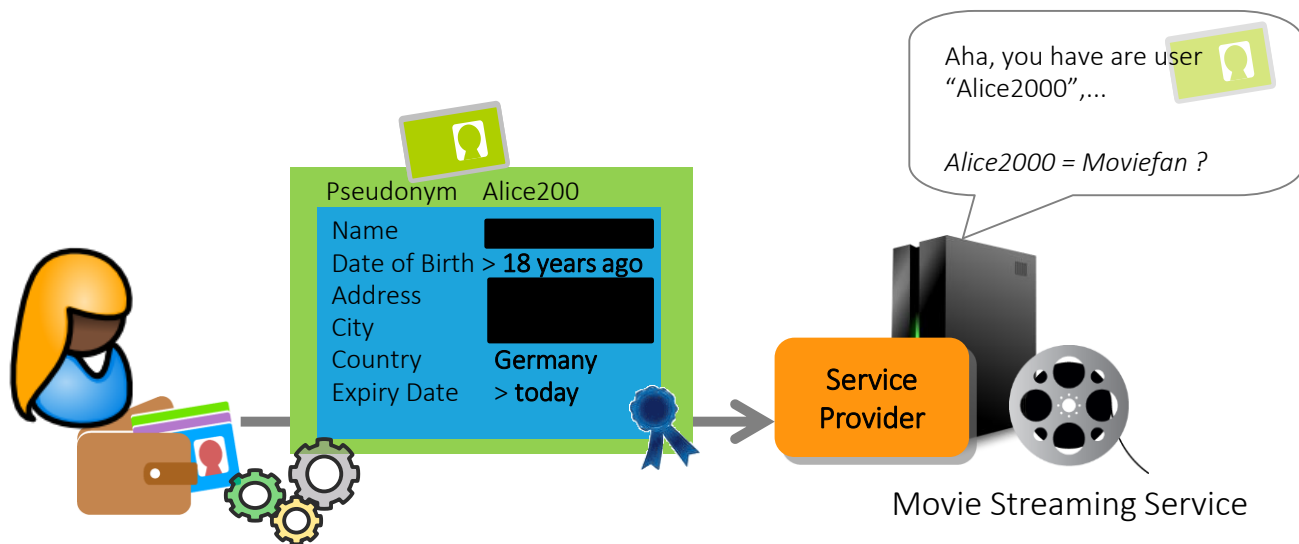 Aha, you have are user
“Alice2000”,...
Alice2000 = Moviefan ?
Pseudonym Alice200
Name
Date of Birth > 18 years ago
Address
City
Country Germany
Expiry Date > today
Service
Provider
Movie Streaming Service